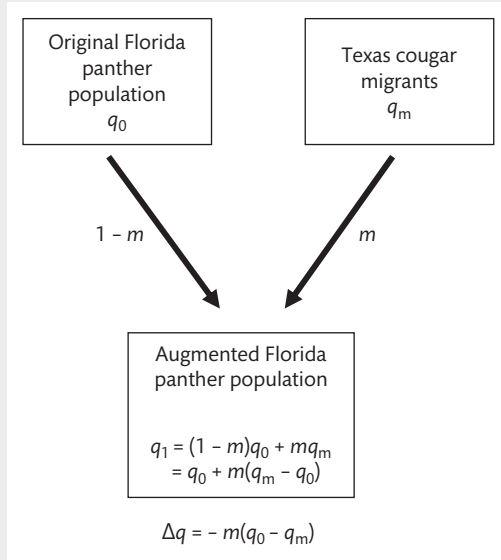 Original Florida
panther
population
q₀
Texas cougar
migrants
qₘ
1 – m
m
Augmented Florida
panther population
q₁ = (1 – m)q₀ + mqₘ
= q₀ + m(qₘ – q₀)
Δq = – m(q₀ – qₘ)